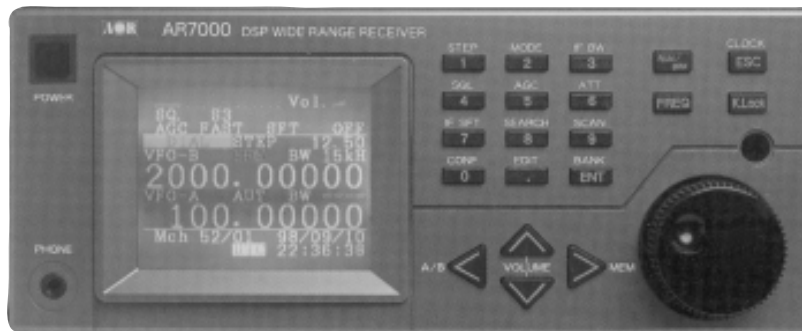 AOR AR7000 DSP WIDE RANGE RECEIVER
POWER
Vol.
SQ. S3
AGC FAST SFT OFF
STEP 12.50
VFO-B BW 15kH
2000.00000
VFO-A AUT BW
100.00000
Mch 52/01 98/09/10
22:36:39
PHONE
STEP MODE IF BW
1 2 3
SQL AGC ATT
4 5 6
IF SFT SEARCH SCAN
7 8 9
CONF EDIT BANK
0 . ENT
CLOCK
ESC
FREQ K.Lock
A/B VOLUME MEM